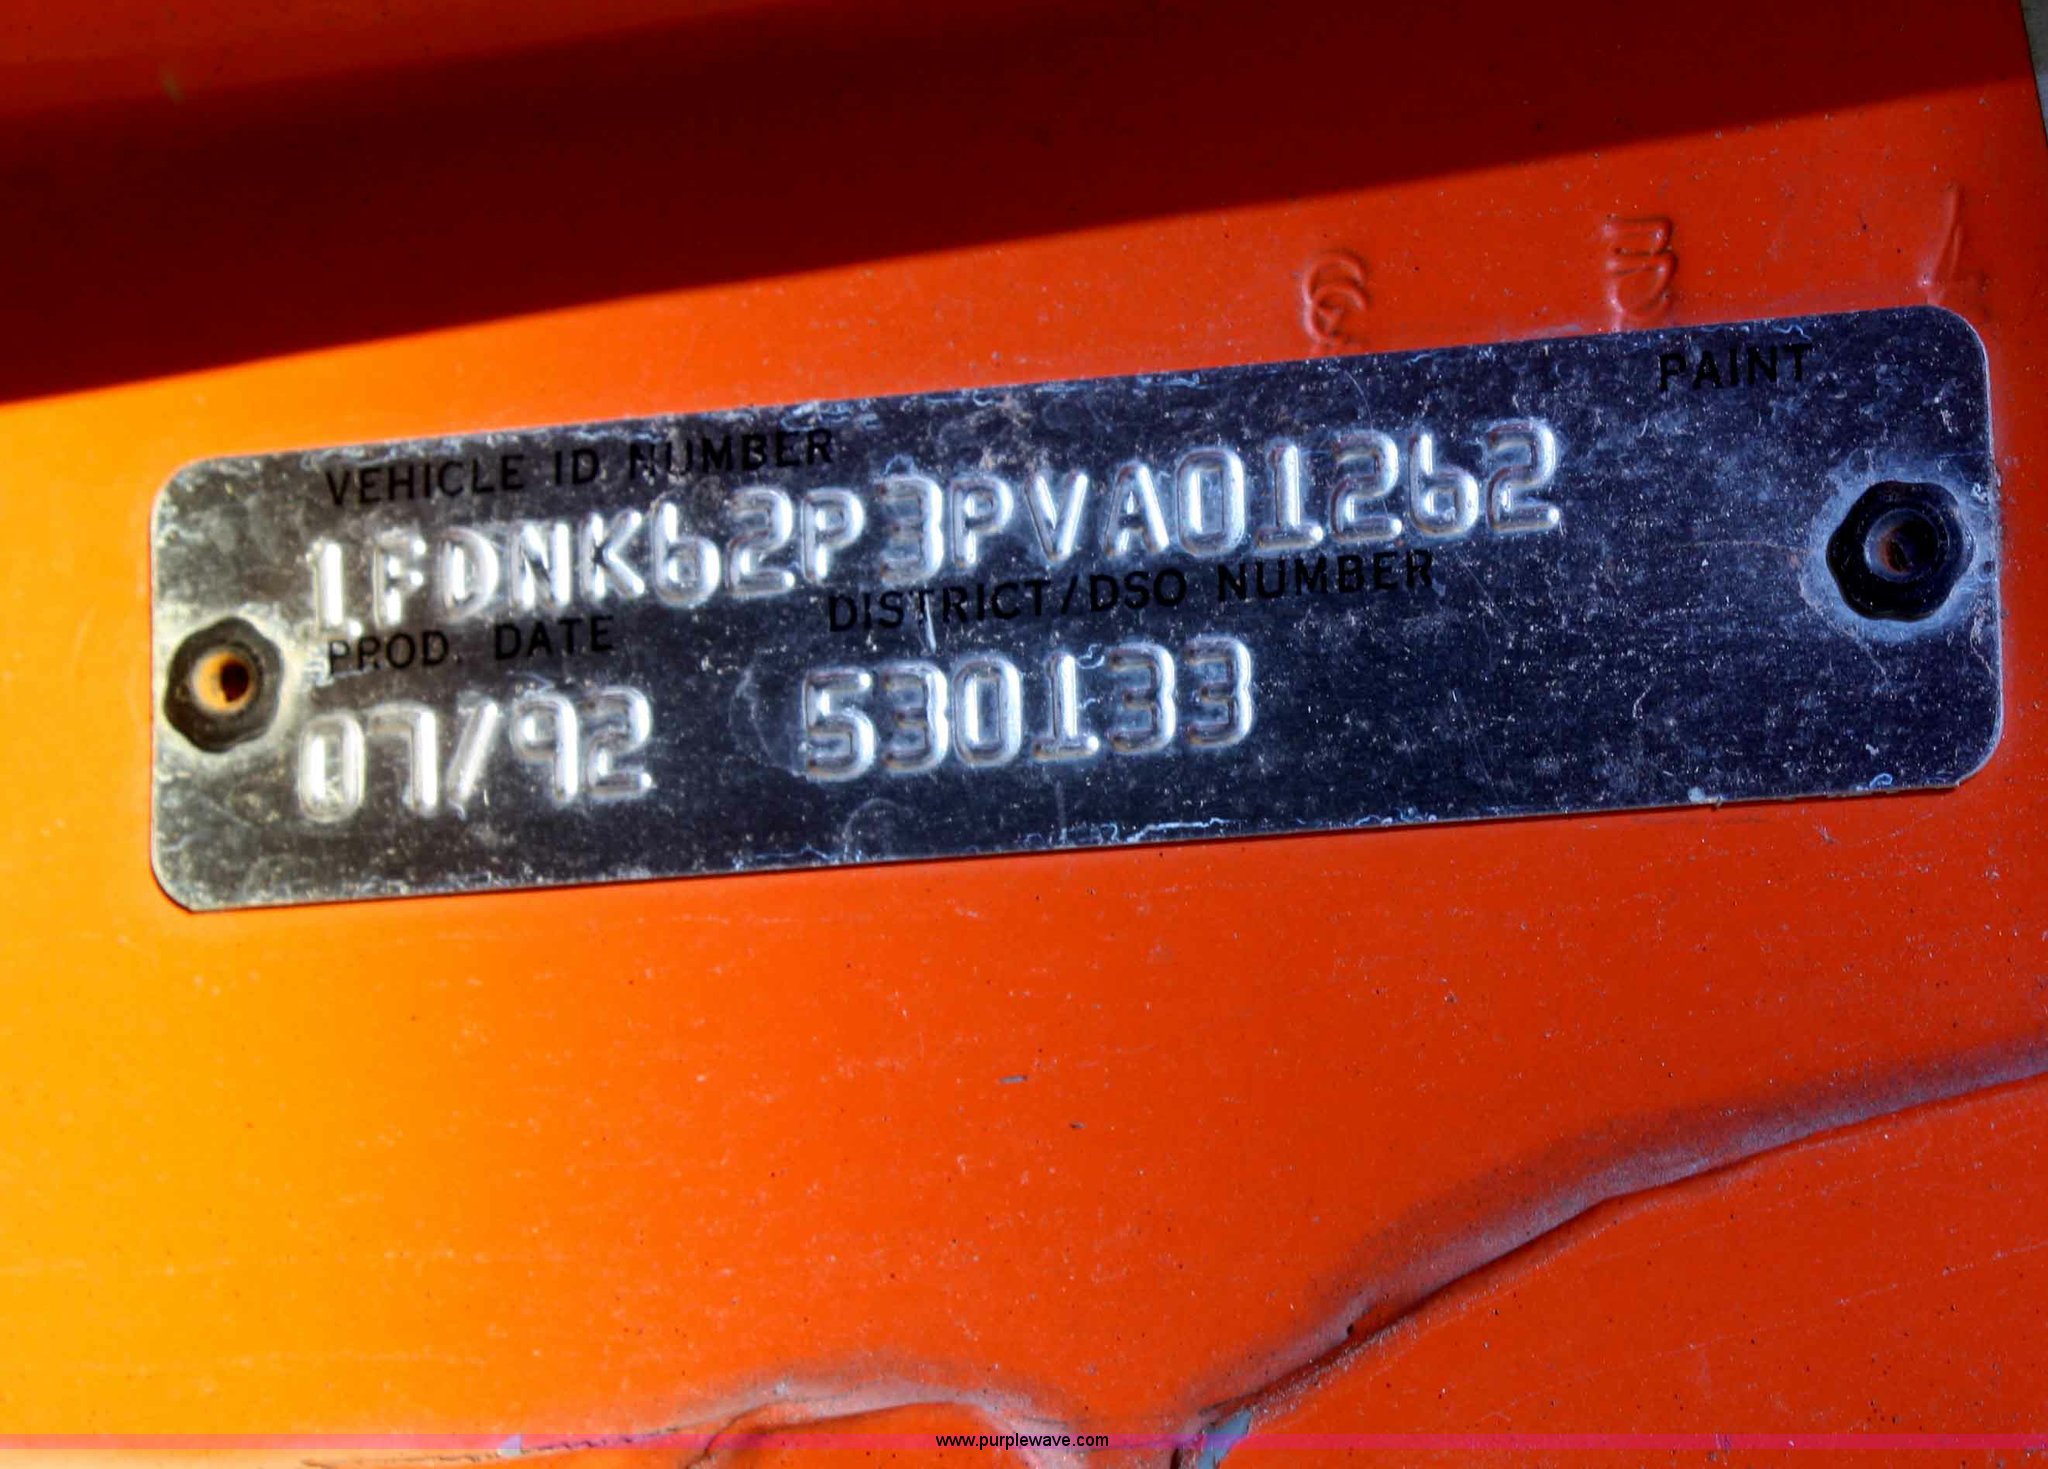 PAINT
VEHICLE ID NUMBER
1FDNK62P3PVA01262
PROD. DATE DISTRICT/DSO NUMBER
07/92 530133
www.purplewave.com